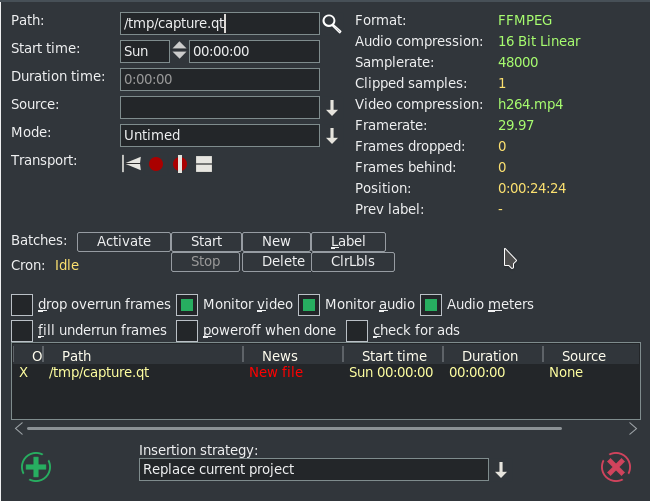 Path: /tmp/capture.qt
Start time: Sun 00:00:00
Duration time: 0:00:00
Source:
Mode: Untimed
Transport:
Format: FFMPEG
Audio compression: 16 Bit Linear
Samplerate: 48000
Clipped samples: 1
Video compression: h264.mp4
Framerate: 29.97
Frames dropped: 0
Frames behind: 0
Position: 0:00:24:24
Prev label: -
Batches: Activate Start New Label
Cron: Idle Stop Delete ClrLbls
drop overrun frames Monitor video Monitor audio Audio meters
fill underrun frames poweroff when done check for ads
O Path News Start time Duration Source
X /tmp/capture.qt New file Sun 00:00:00 00:00:00 None
Insertion strategy:
Replace current project